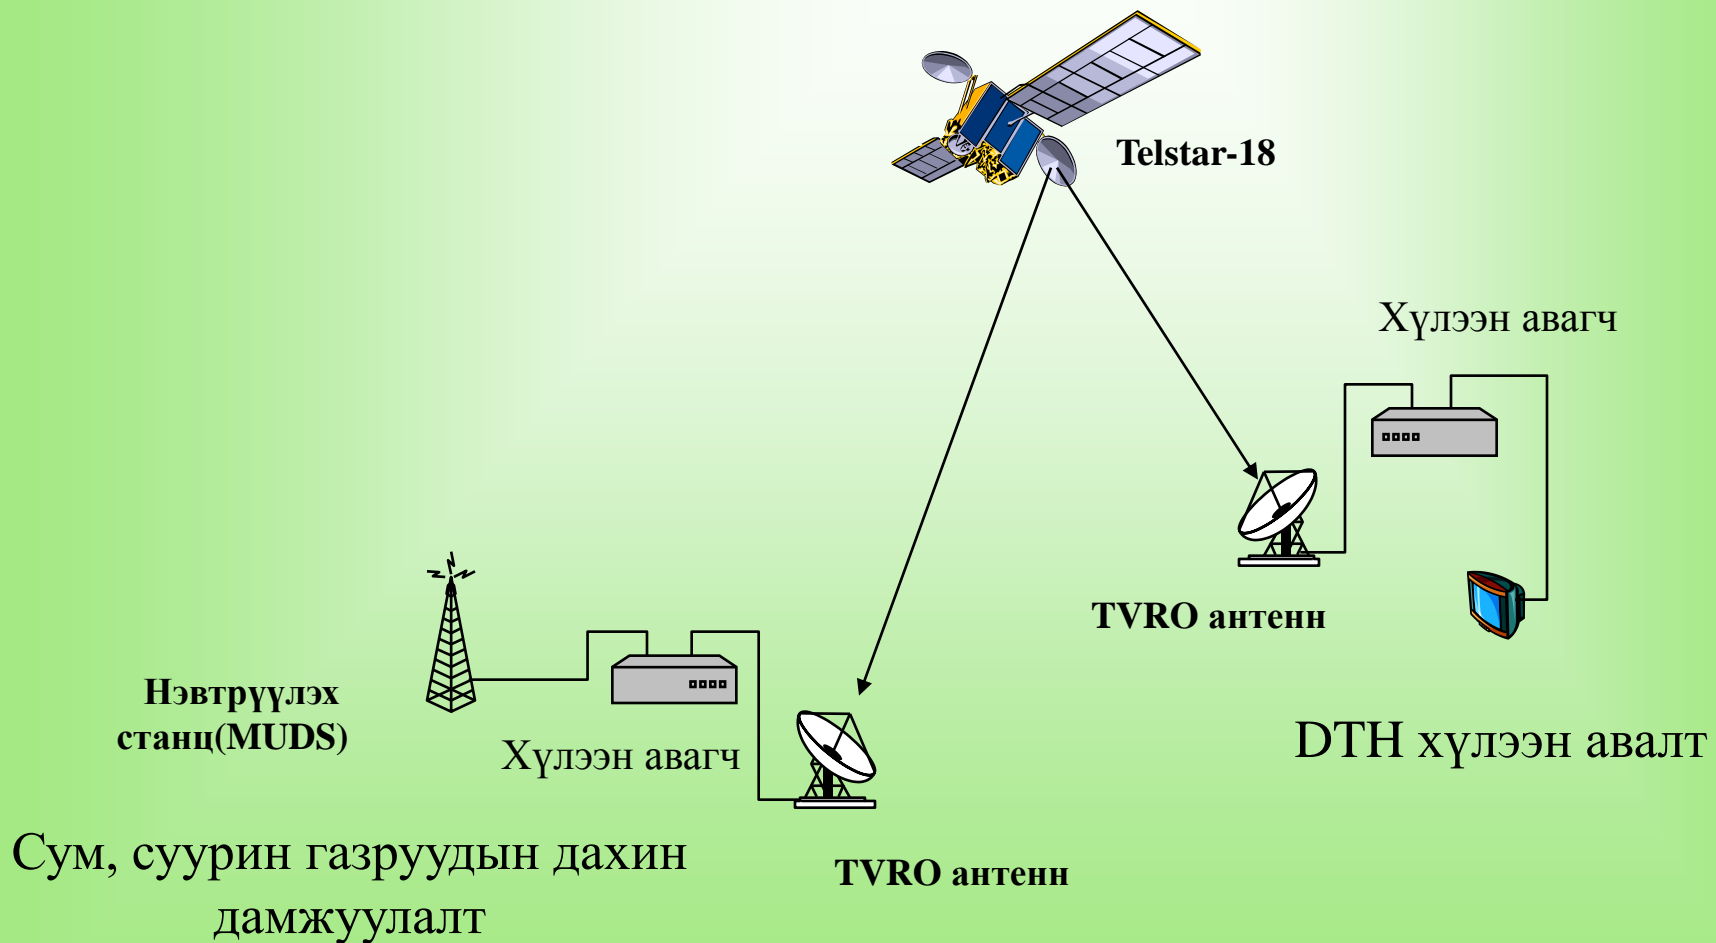 Telstar-18
Хүлээн авагч
TVRO антенн
DTH хүлээн авалт
Нэвтрүүлэх
станц(MUDS)
Хүлээн авагч
TVRO антенн
Сум, суурин газруудын дахин
дамжуулалт